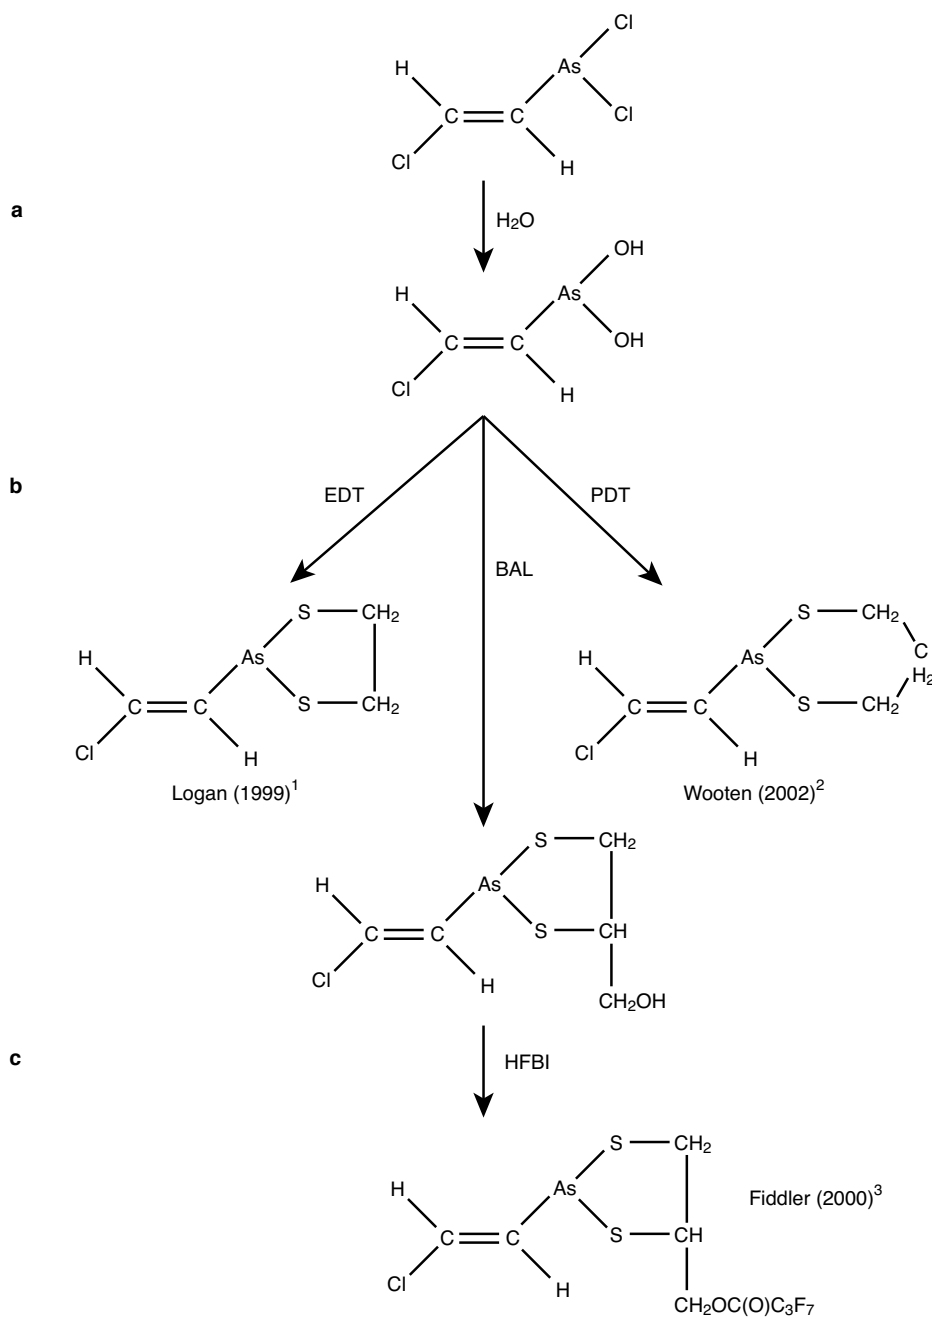 Cl
H
As
C
C
Cl
Cl
H
a
H₂O
OH
H
As
C
C
OH
Cl
H
b
EDT
PDT
BAL
S
CH₂
H
As
C
C
S
CH₂
Cl
H
Logan (1999)¹
S
CH₂
H
As
C
H₂
C
C
S
CH₂
Cl
H
Wooten (2002)²
S
CH₂
H
As
C
C
S
CH
Cl
H
CH₂OH
c
HFBI
S
CH₂
H
As
Fiddler (2000)³
C
C
S
CH
Cl
H
CH₂OC(O)C₃F₇